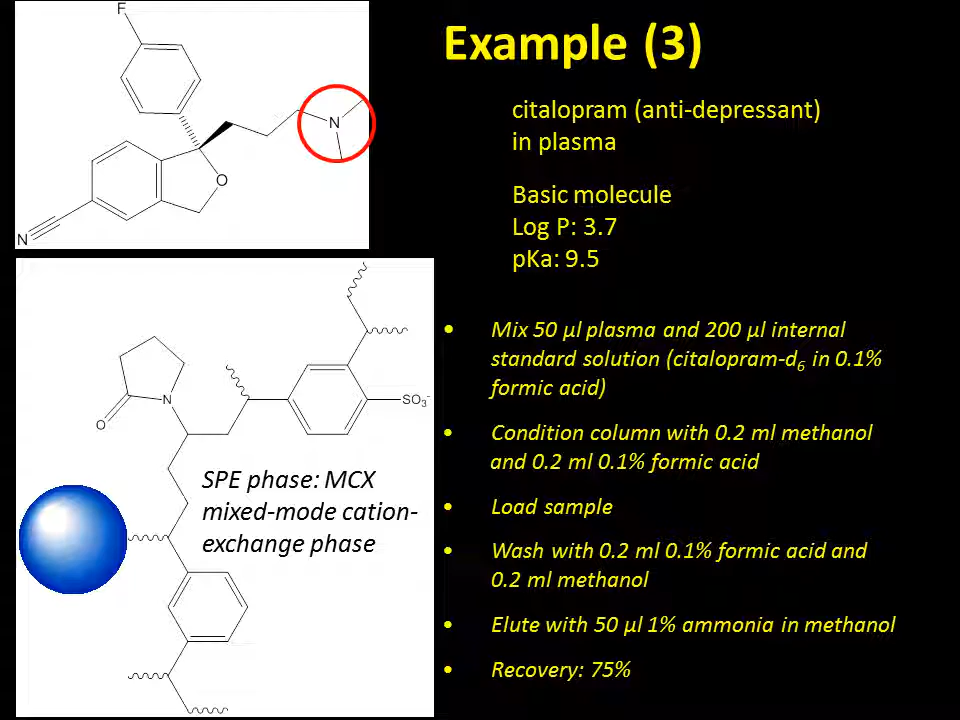 Example (3)
F
N
O
N
citalopram (anti-depressant)
in plasma
Basic molecule
Log P: 3.7
pKa: 9.5
N
O
SO3-
SPE phase: MCX
mixed-mode cation-
exchange phase
• Mix 50 µl plasma and 200 µl internal
standard solution (citalopram-d6 in 0.1%
formic acid)
• Condition column with 0.2 ml methanol
and 0.2 ml 0.1% formic acid
• Load sample
• Wash with 0.2 ml 0.1% formic acid and
0.2 ml methanol
• Elute with 50 µl 1% ammonia in methanol
• Recovery: 75%